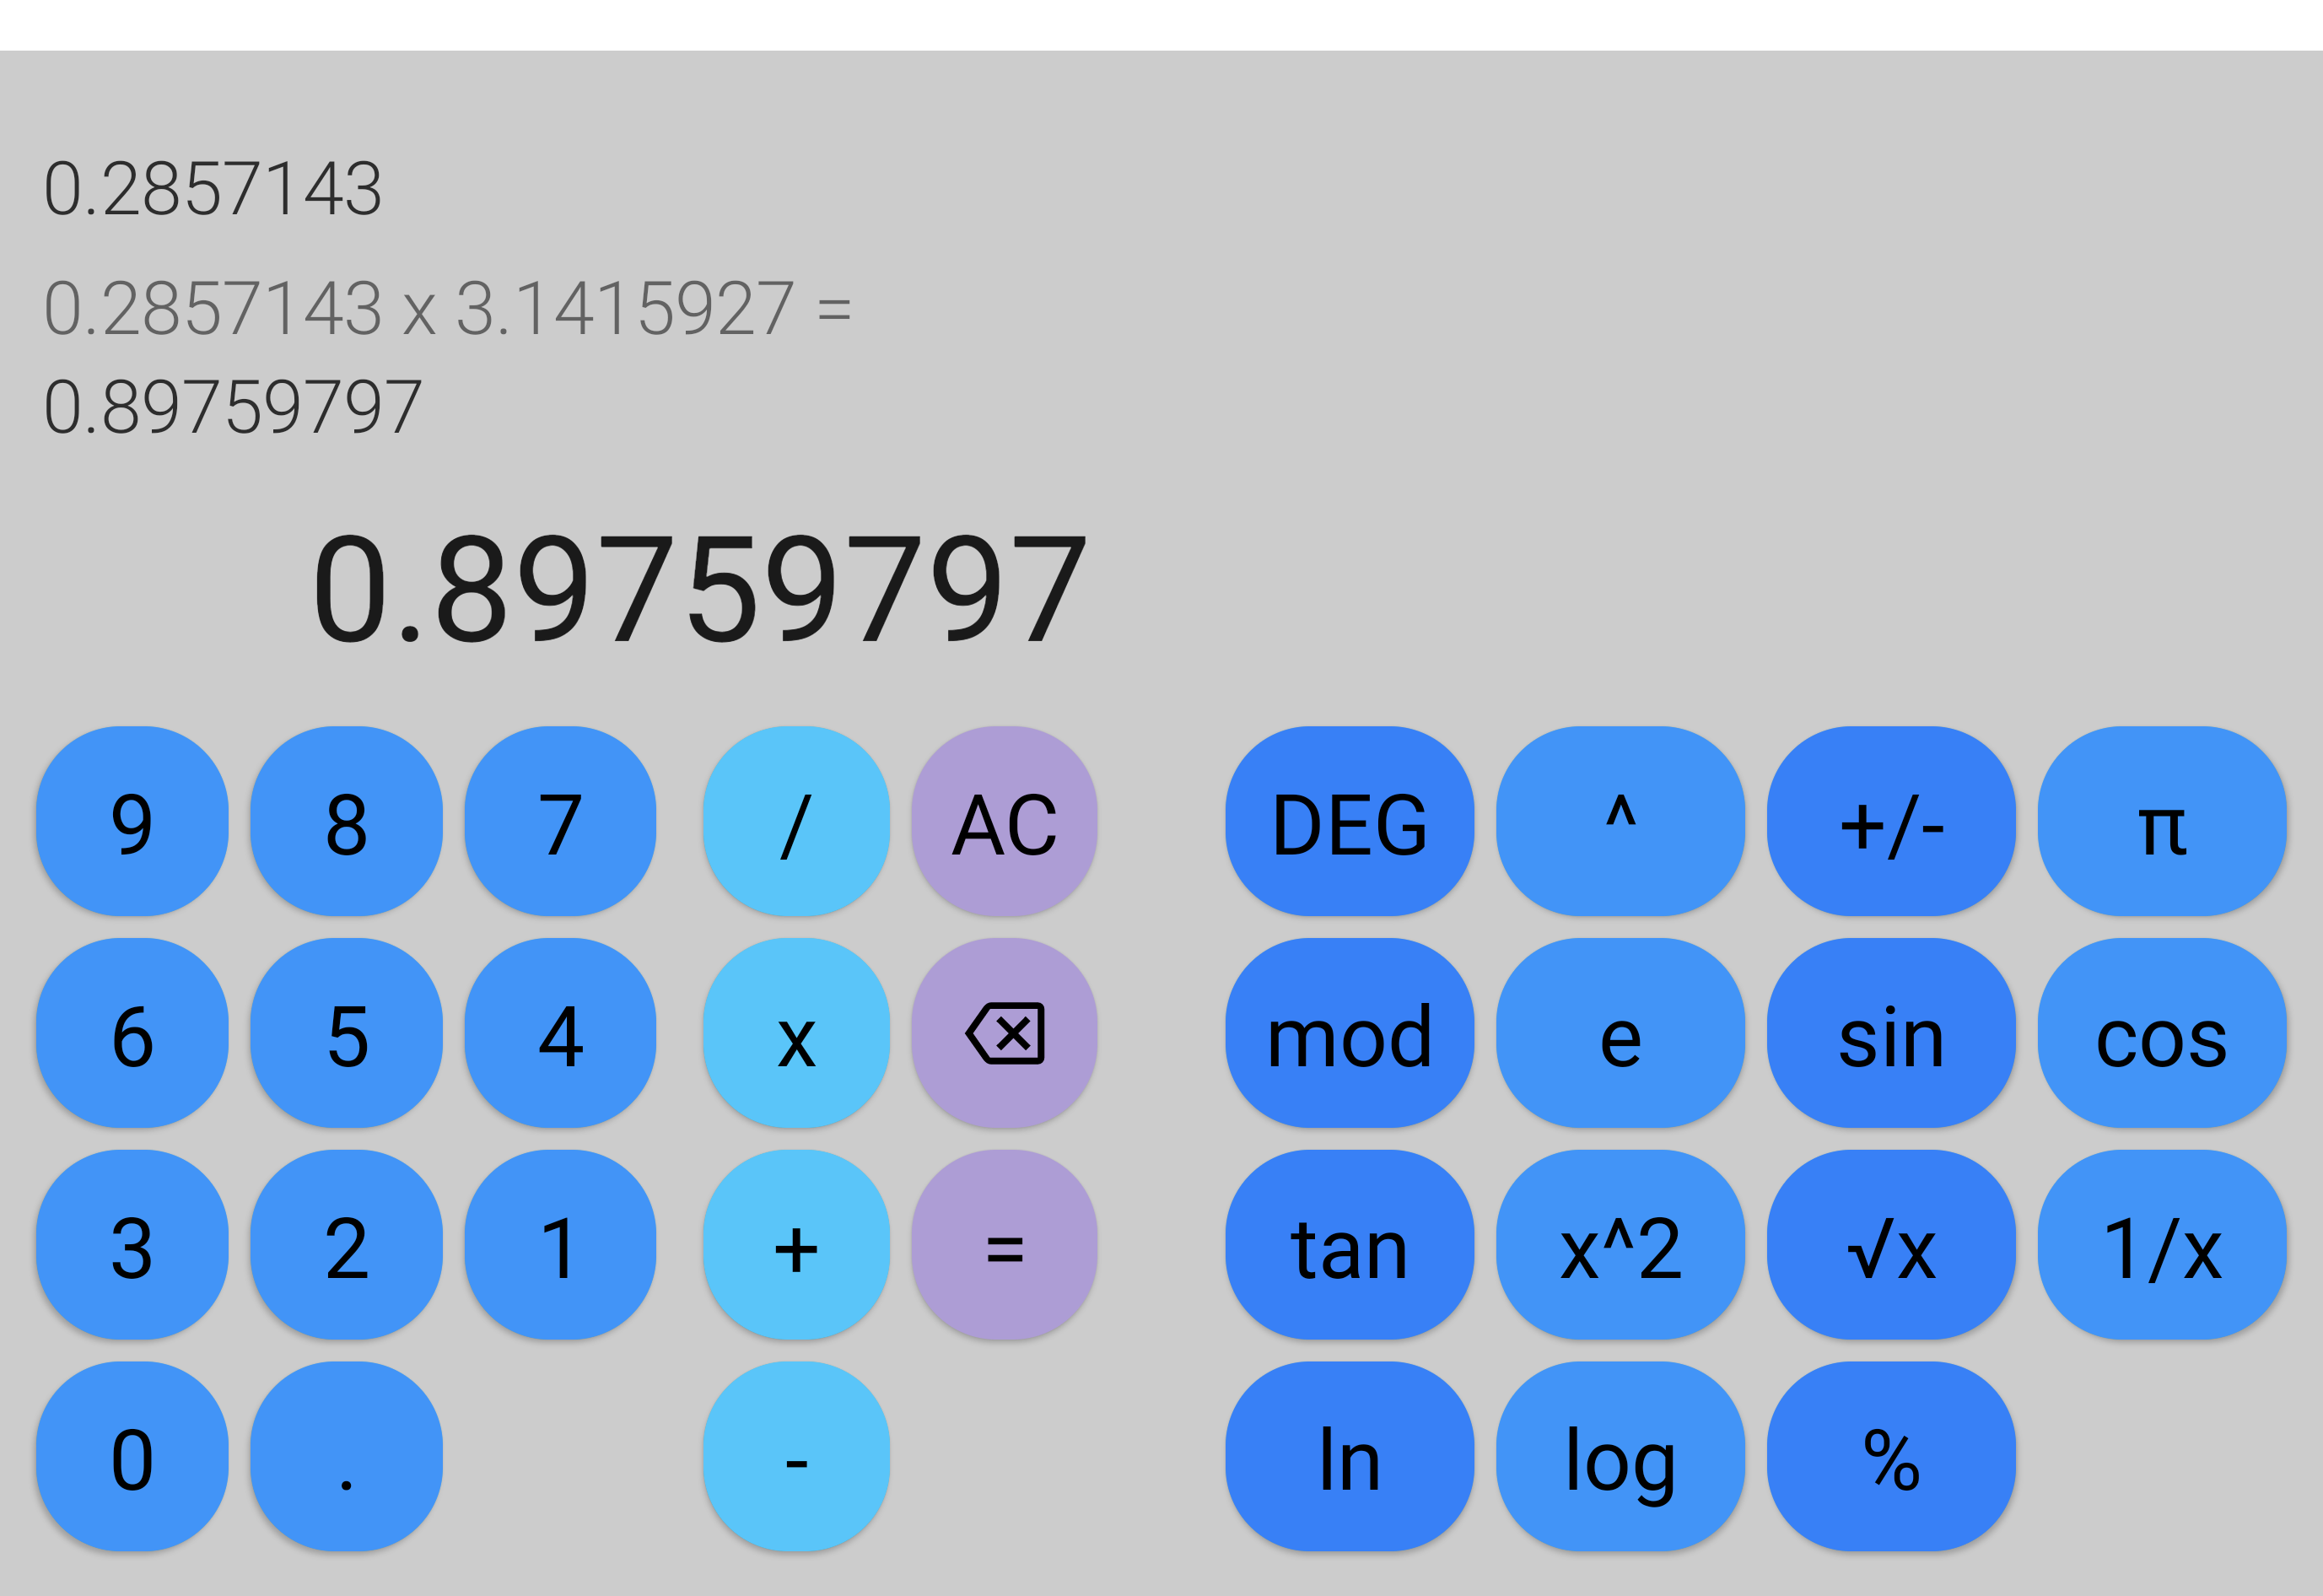 0.2857143
0.2857143 x 3.1415927 =
0.89759797
0.89759797
9 8 7 / AC DEG ^ +/- π
6 5 4 x mod e sin cos
3 2 1 + = tan x^2 √x 1/x
0 . - ln log %